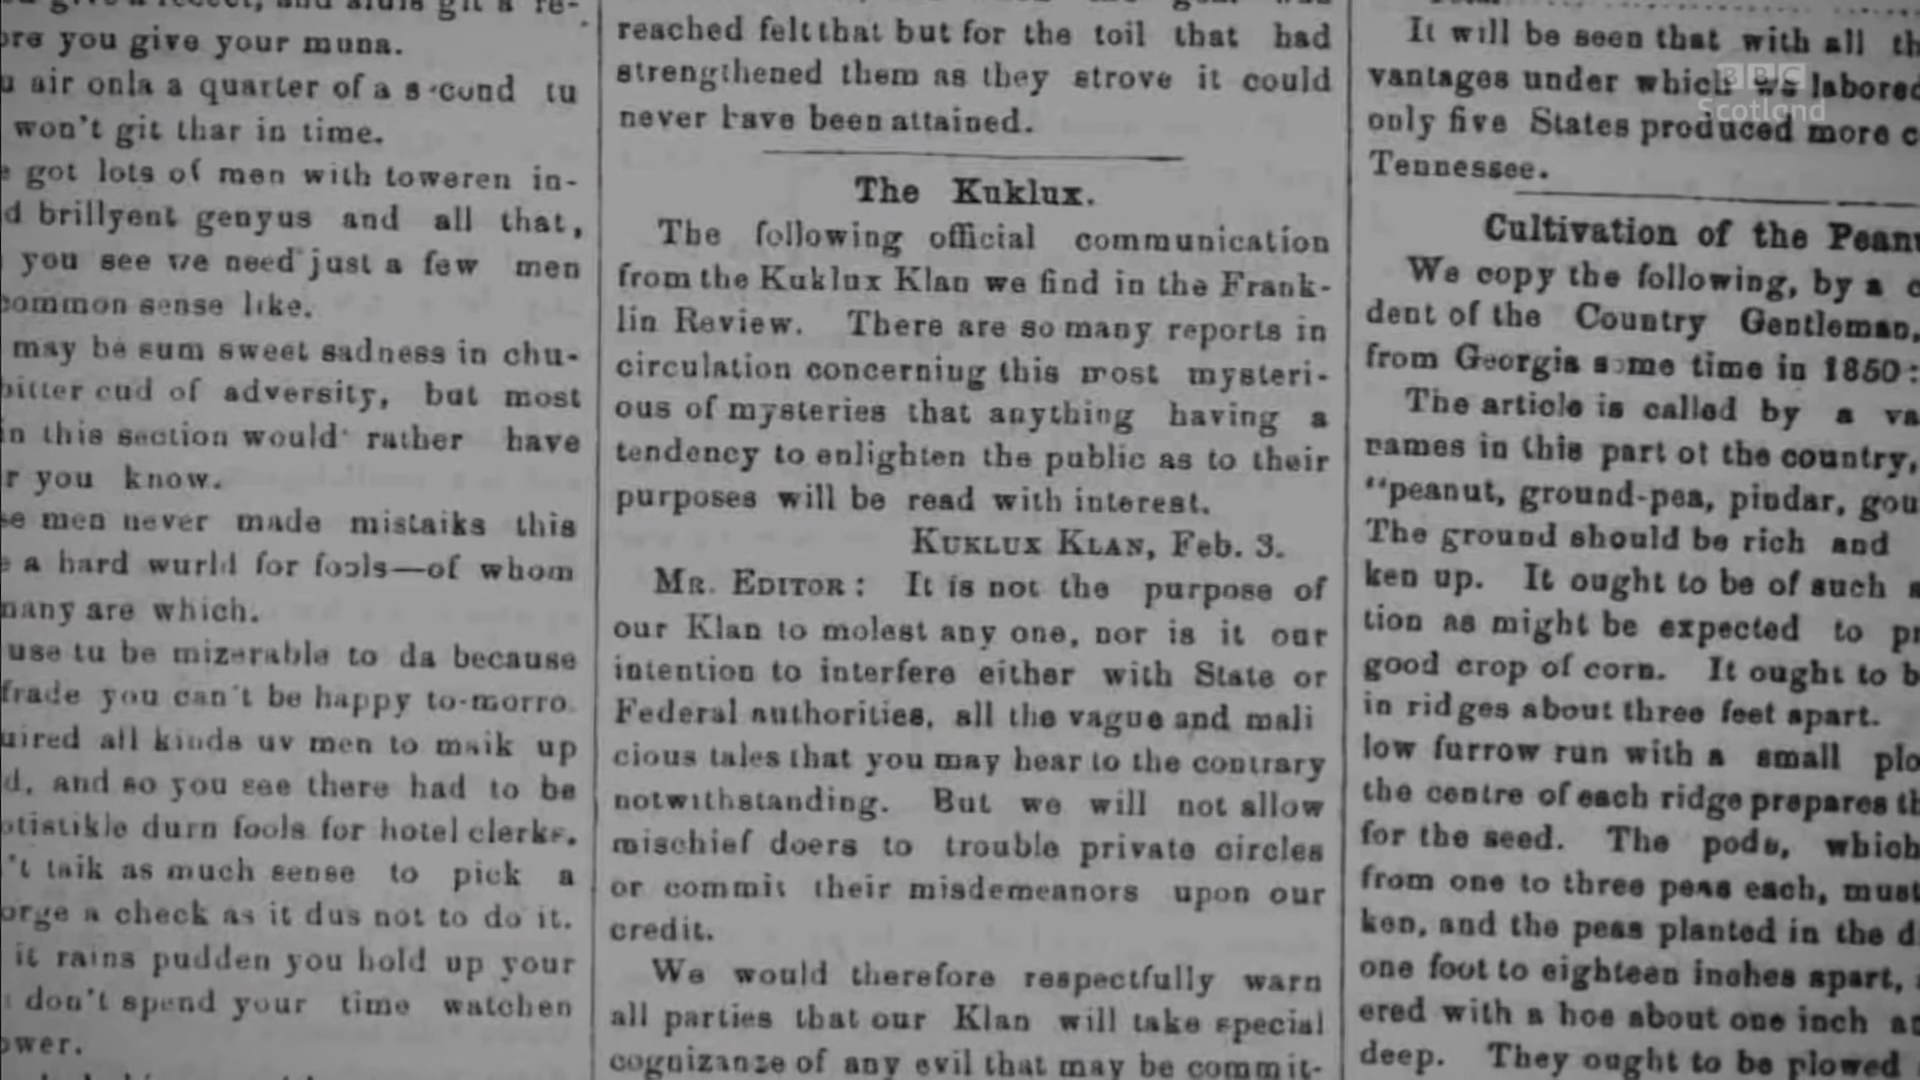 ore you give your muna.
u air onla a quarter of a s cond tu
won't git thar in time.
e got lots of men with toweren in-
d brillyent genyus and all that,
you see we need just a few men
common sense like.
may be sum sweet sadness in chu-
bitter cud of adversity, but most
in this section would rather have
r you know.
se men never made mistaiks this
e a hard wurld for fools—of whom
many are which.
use tu be mizerable to da because
frade you can't be happy to-morro
uired all kinds uv men to maik up
d, and so you see there had to be
otistikle durn fools for hotel clerks.
't taik as much sense to pick a
orge a check as it dus not to do it.
it rains pudden you hold up your
don't spend your time watchen
ower.
reached felt that but for the toil that had
strengthened them as they strove it could
never have been attained.
The Kuklux.
The following official communication
from the Kuklux Klan we find in the Frank-
lin Review. There are so many reports in
circulation concerning this most mysteri-
ous of mysteries that anything having a
tendency to enlighten the public as to their
purposes will be read with interest.
KUKLUX KLAN, Feb. 3.
MR. EDITOR: It is not the purpose of
our Klan to molest any one, nor is it our
intention to interfere either with State or
Federal authorities, all the vague and mali
cious tales that you may hear to the contrary
notwithstanding. But we will not allow
mischief doers to trouble private circles
or commit their misdemeanors upon our
credit.
We would therefore respectfully warn
all parties that our Klan will take special
cognizanze of any evil that may be commit-
It will be seen that with all th
vantages under which we labored
only five States produced more c
Tennessee.
Cultivation of the Peanu
We copy the following, by a c
dent of the Country Gentleman,
from Georgia some time in 1850:
The article is called by a va
names in this part of the country,
"peanut, ground-pea, pindar, gou
The ground should be rich and
ken up. It ought to be of such a
tion as might be expected to pr
good crop of corn. It ought to b
in ridges about three feet apart.
low furrow run with a small plo
the centre of each ridge prepares th
for the seed. The pods, which
from one to three peas each, must
ken, and the peas planted in the d
one foot to eighteen inches apart,
ered with a hoe about one inch a
deep. They ought to be plowed
BBC
Scotland